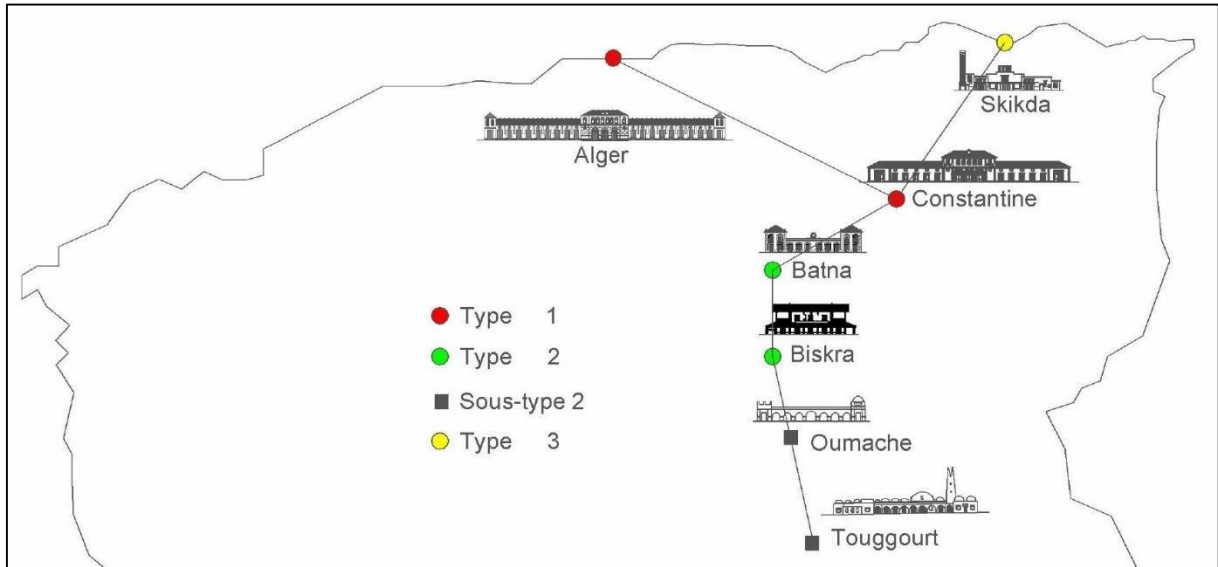 Skikda
Alger
Constantine
Batna
Type 1
Type 2
Biskra
Sous-type 2
Type 3
Oumache
Touggourt